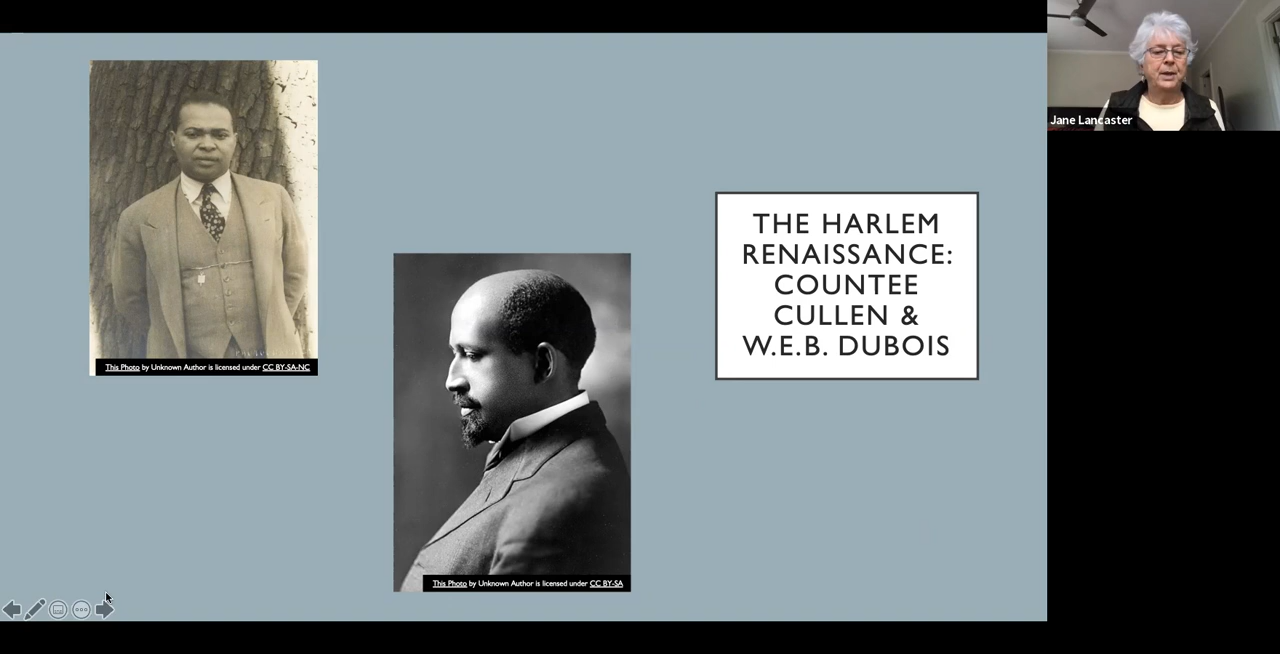 Jane Lancaster
THE HARLEM
RENAISSANCE:
COUNTEE
CULLEN &
W.E.B. DUBOIS
This Photo by Unknown Author is licensed under CC BY-SA-NC
This Photo by Unknown Author is licensed under CC BY-SA